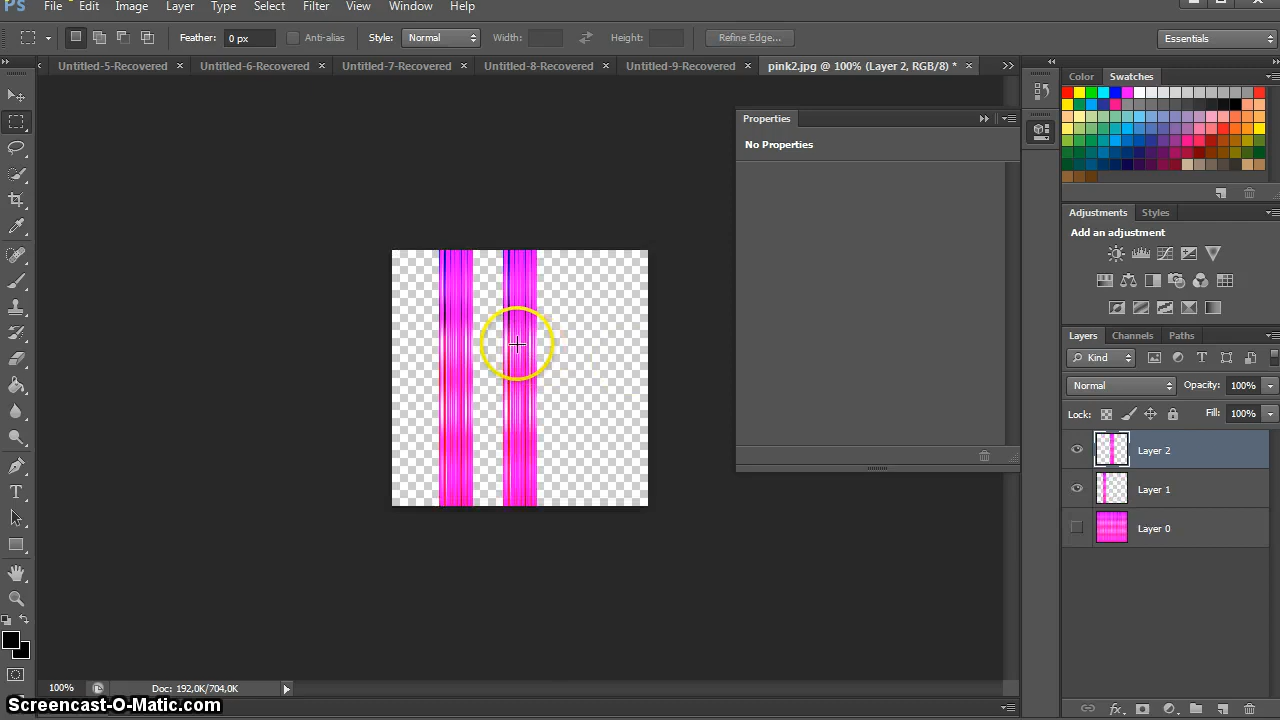 PS File Edit Image Layer Type Select Filter View Window Help
Feather: 0 px Anti-alias Style: Normal Width: Height: Refine Edge... Essentials
Untitled-5-Recovered × Untitled-6-Recovered × Untitled-7-Recovered × Untitled-8-Recovered × Untitled-9-Recovered × pink2.jpg @ 100% (Layer 2, RGB/8) * ×
Color Swatches
Properties
No Properties
Adjustments Styles
Add an adjustment
Layers Channels Paths
Kind
Normal Opacity: 100%
Lock: Fill: 100%
Layer 2
Layer 1
Layer 0
100% Doc: 192,0K/704,0K
Screencast-O-Matic.com